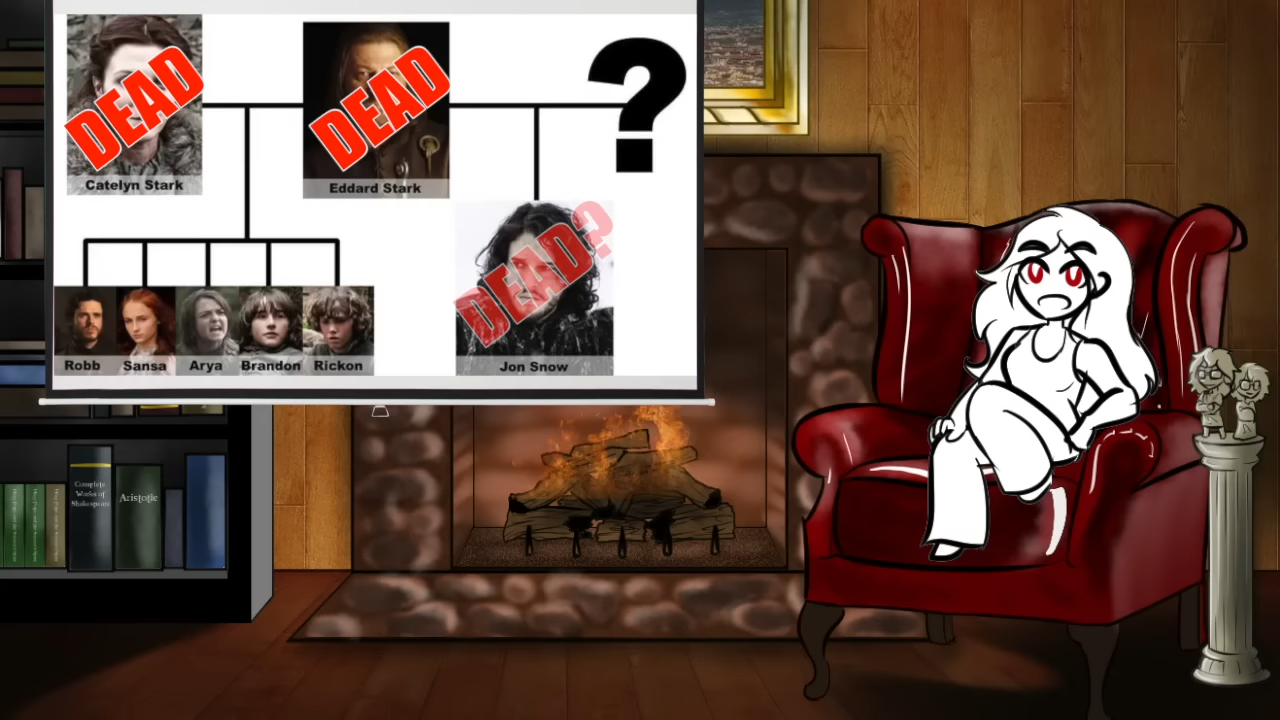 DEAD
DEAD
?
Catelyn Stark
Eddard Stark
DEAD?
Robb
Sansa
Arya
Brandon
Rickon
Jon Snow
Complete
Works of
Shakespeare
Aristotle